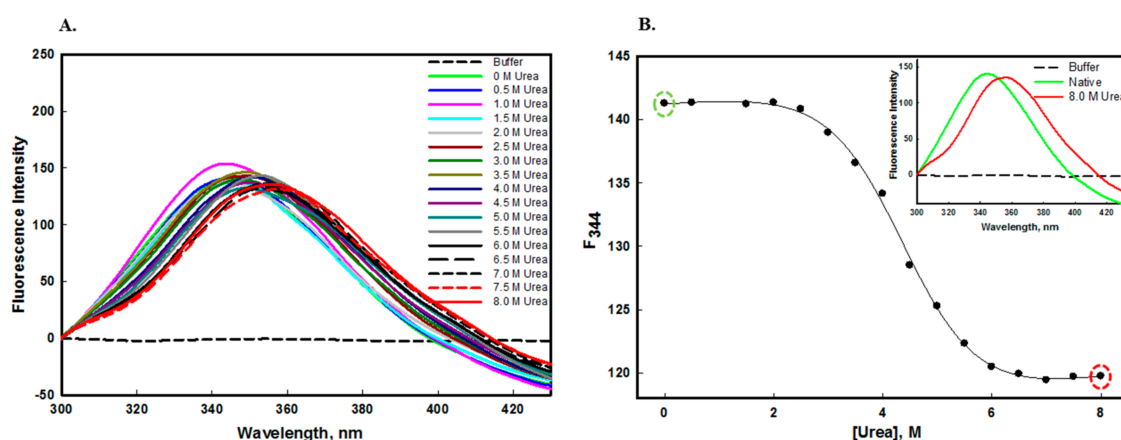 A.
250
200
150
100
50
0
-50
Fluorescence Intensity
300
320
340
360
380
400
420
Wavelength, nm
Buffer
0 M Urea
0.5 M Urea
1.0 M Urea
1.5 M Urea
2.0 M Urea
2.5 M Urea
3.0 M Urea
3.5 M Urea
4.0 M Urea
4.5 M Urea
5.0 M Urea
5.5 M Urea
6.0 M Urea
6.5 M Urea
7.0 M Urea
7.5 M Urea
8.0 M Urea
B.
145
140
135
130
125
120
F344
0
2
4
6
8
[Urea], M
150
100
50
0
Fluorescence Intensity
300
320
340
360
380
400
420
Wavelength, nm
Buffer
Native
8.0 M Urea